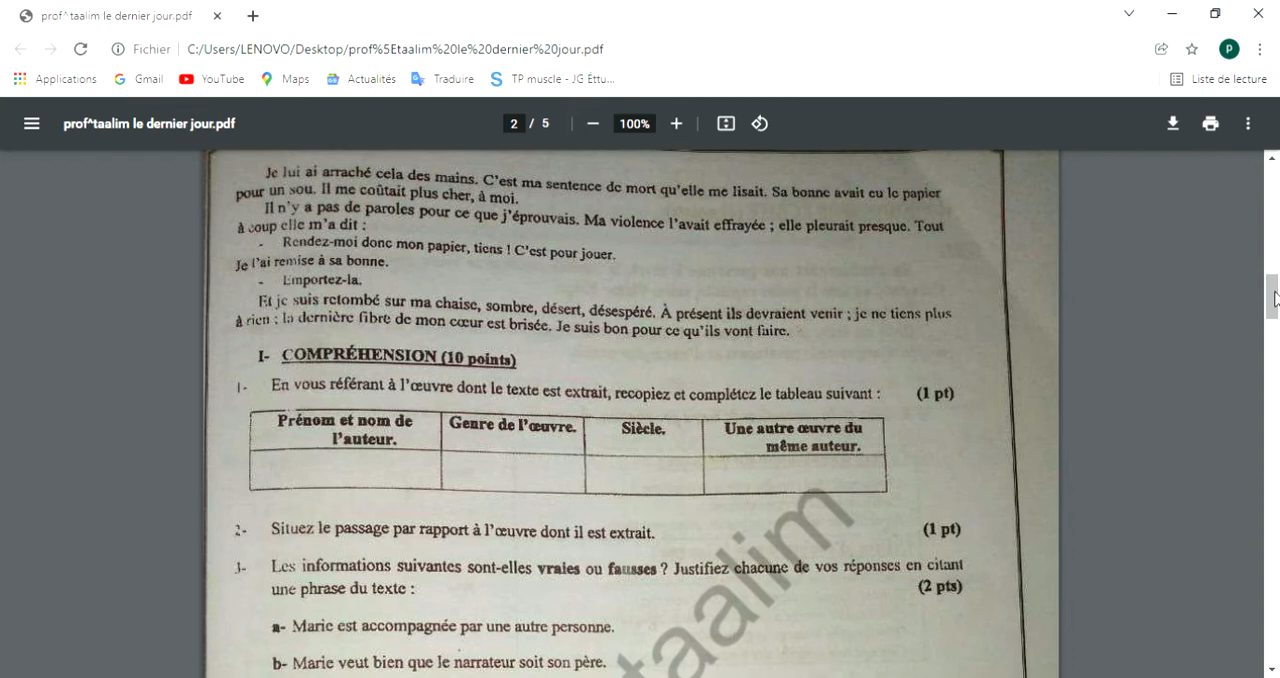 prof^taalim le dernier jour.pdf
Fichier C:/Users/LENOVO/Desktop/prof%5Etaalim%20le%20dernier%20jour.pdf
P
Applications Gmail YouTube Maps Actualités Traduire TP muscle - JG Éttu... Liste de lecture
prof^taalim le dernier jour.pdf 2 / 5 100%
Je lui ai arraché cela des mains. C'est ma sentence de mort qu'elle me lisait. Sa bonne avait eu le papier
pour un sou. Il me coûtait plus cher, à moi.
Il n'y a pas de paroles pour ce que j'éprouvais. Ma violence l'avait effrayée ; elle pleurait presque. Tout
à coup elle m'a dit :
- Rendez-moi donc mon papier, tiens ! C'est pour jouer.
Je l'ai remise à sa bonne.
- Emportez-la.
Et je suis retombé sur ma chaise, sombre, désert, désespéré. À présent ils devraient venir ; je ne tiens plus
à rien ; la dernière fibre de mon cœur est brisée. Je suis bon pour ce qu'ils vont faire.
I- COMPRÉHENSION (10 points)
1- En vous référant à l'œuvre dont le texte est extrait, recopiez et complétez le tableau suivant : (1 pt)
Prénom et nom de l'auteur. Genre de l'œuvre. Siècle. Une autre œuvre du même auteur.
2- Situez le passage par rapport à l'œuvre dont il est extrait. (1 pt)
3- Les informations suivantes sont-elles vraies ou fausses ? Justifiez chacune de vos réponses en citant
une phrase du texte : (2 pts)
a- Marie est accompagnée par une autre personne.
b- Marie veut bien que le narrateur soit son père.
taalim